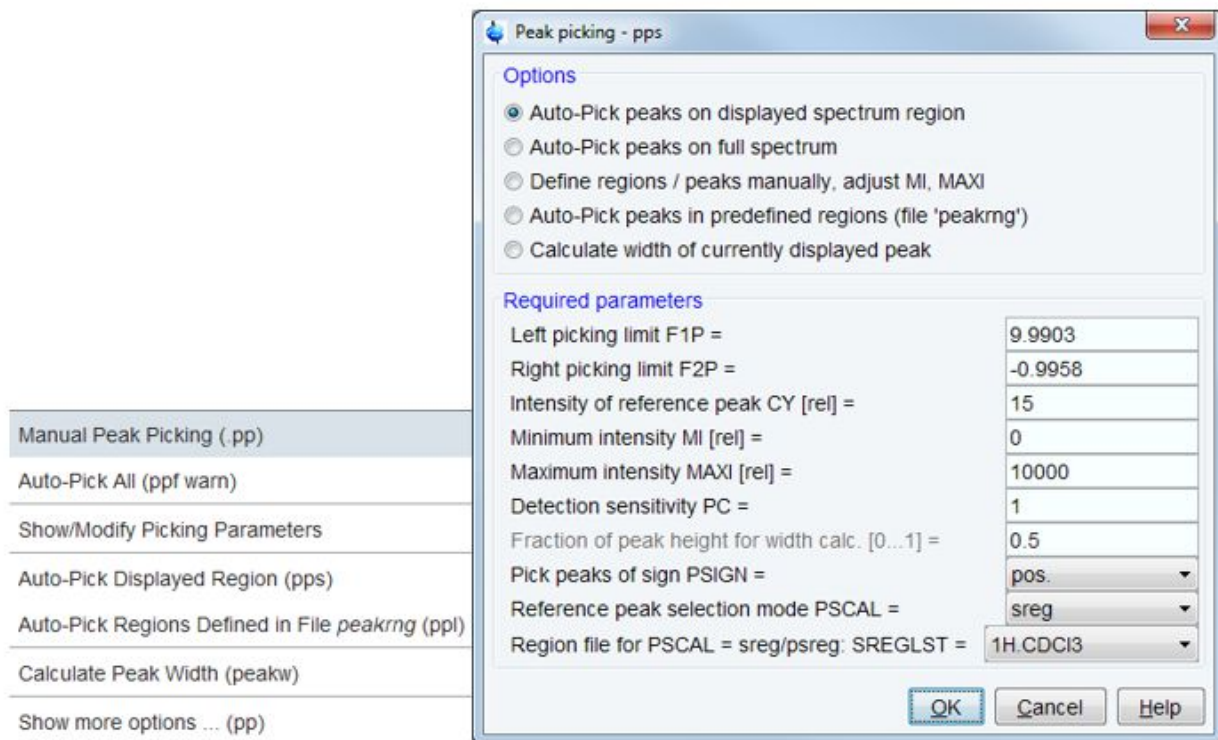 Manual Peak Picking (.pp)
Auto-Pick All (ppf warn)
Show/Modify Picking Parameters
Auto-Pick Displayed Region (pps)
Auto-Pick Regions Defined in File peakrng (ppl)
Calculate Peak Width (peakw)
Show more options ... (pp)
Peak picking - pps
Options
Auto-Pick peaks on displayed spectrum region
Auto-Pick peaks on full spectrum
Define regions / peaks manually, adjust MI, MAXI
Auto-Pick peaks in predefined regions (file 'peakrng')
Calculate width of currently displayed peak
Required parameters
Left picking limit F1P = 9.9903
Right picking limit F2P = -0.9958
Intensity of reference peak CY [rel] = 15
Minimum intensity MI [rel] = 0
Maximum intensity MAXI [rel] = 10000
Detection sensitivity PC = 1
Fraction of peak height for width calc. [0...1] = 0.5
Pick peaks of sign PSIGN = pos.
Reference peak selection mode PSCAL = sreg
Region file for PSCAL = sreg/psreg: SREGLST = 1H.CDCl3
OK Cancel Help